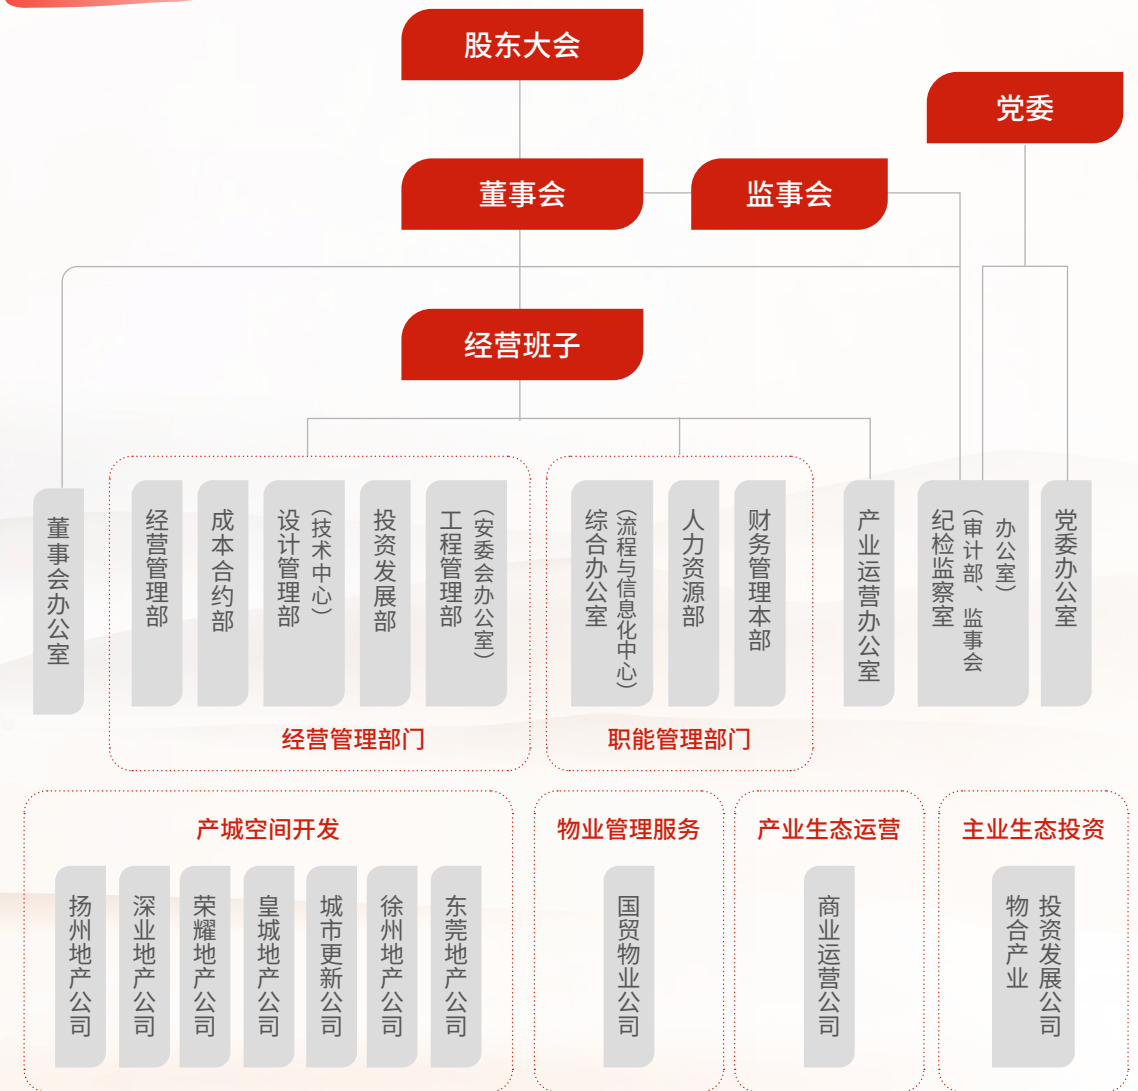 股东大会
党委
董事会
监事会
经营班子
董事会办公室
经营管理部
成本合约部
设计管理部
（技术中心）
投资发展部
工程管理部
（安委会办公室）
综合办公室
（流程与信息化中心）
人力资源部
财务管理本部
产业运营办公室
纪检监察室
（审计部、监事会
办公室）
党委办公室
经营管理部门
职能管理部门
产城空间开发
扬州地产公司
深业地产公司
荣耀地产公司
皇城地产公司
城市更新公司
徐州地产公司
东莞地产公司
物业管理服务
国贸物业公司
产业生态运营
商业运营公司
主业生态投资
物合产业
投资发展公司